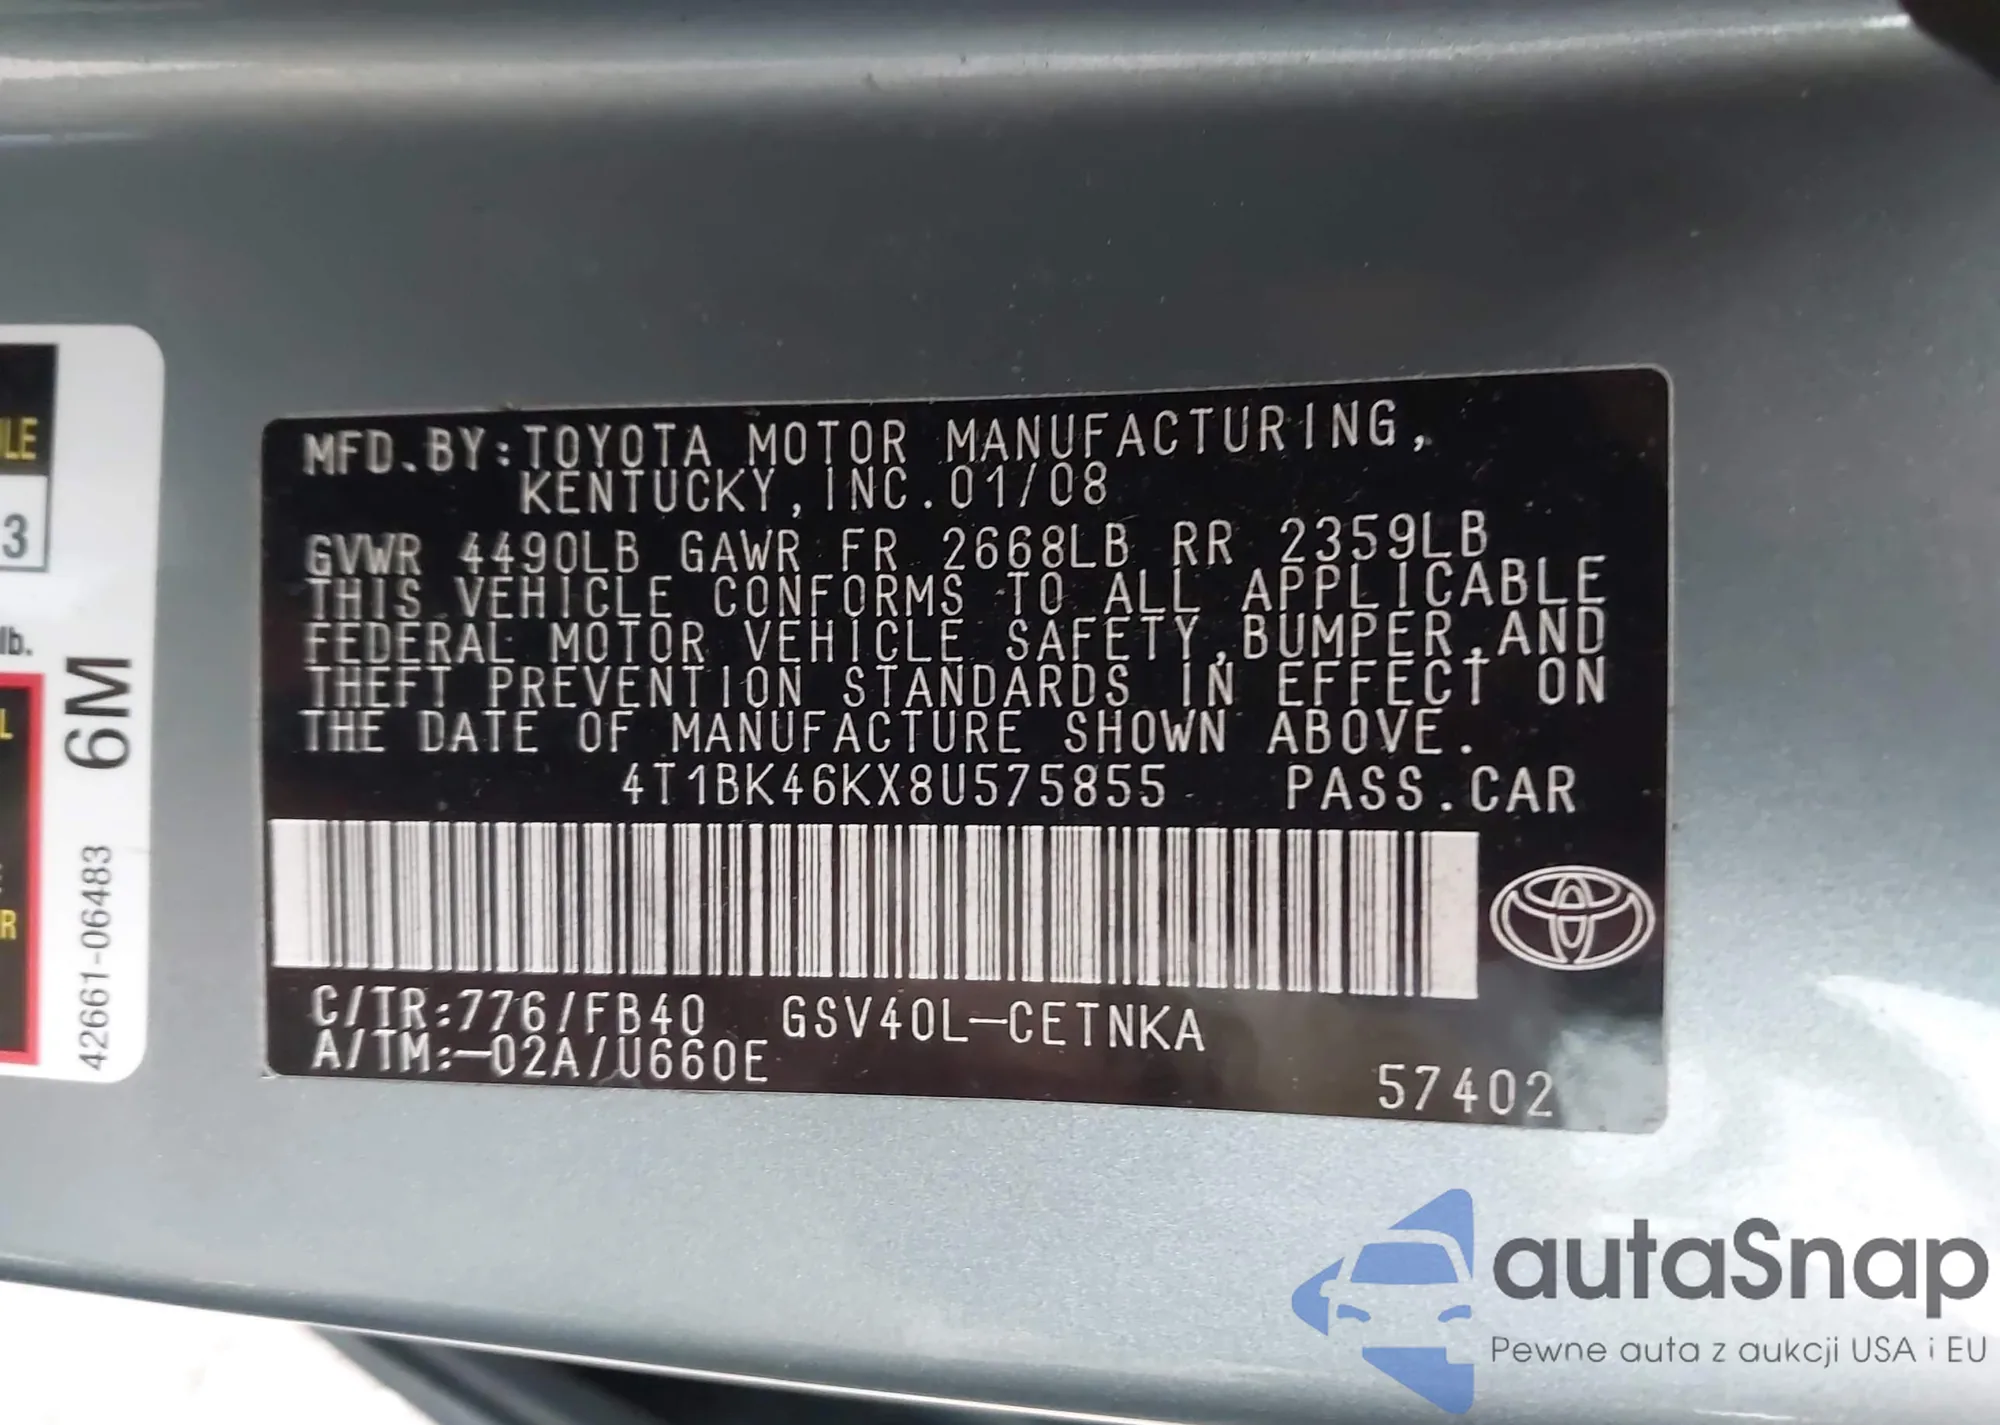 MFD.BY:TOYOTA MOTOR MANUFACTURING,
KENTUCKY,INC.01/08
GVWR 4490LB GAWR FR 2668LB RR 2359LB
THIS VEHICLE CONFORMS TO ALL APPLICABLE
FEDERAL MOTOR VEHICLE SAFETY,BUMPER,AND
THEFT PREVENTION STANDARDS IN EFFECT ON
THE DATE OF MANUFACTURE SHOWN ABOVE.
4T1BK46KX8U575855 PASS.CAR
C/TR:776/FB40 GSV40L-CETNKA
A/TM:-02A/U660E
57402
3
lb.
6M
42661-06483
autaSnap
Pewne auta z aukcji USA i EU